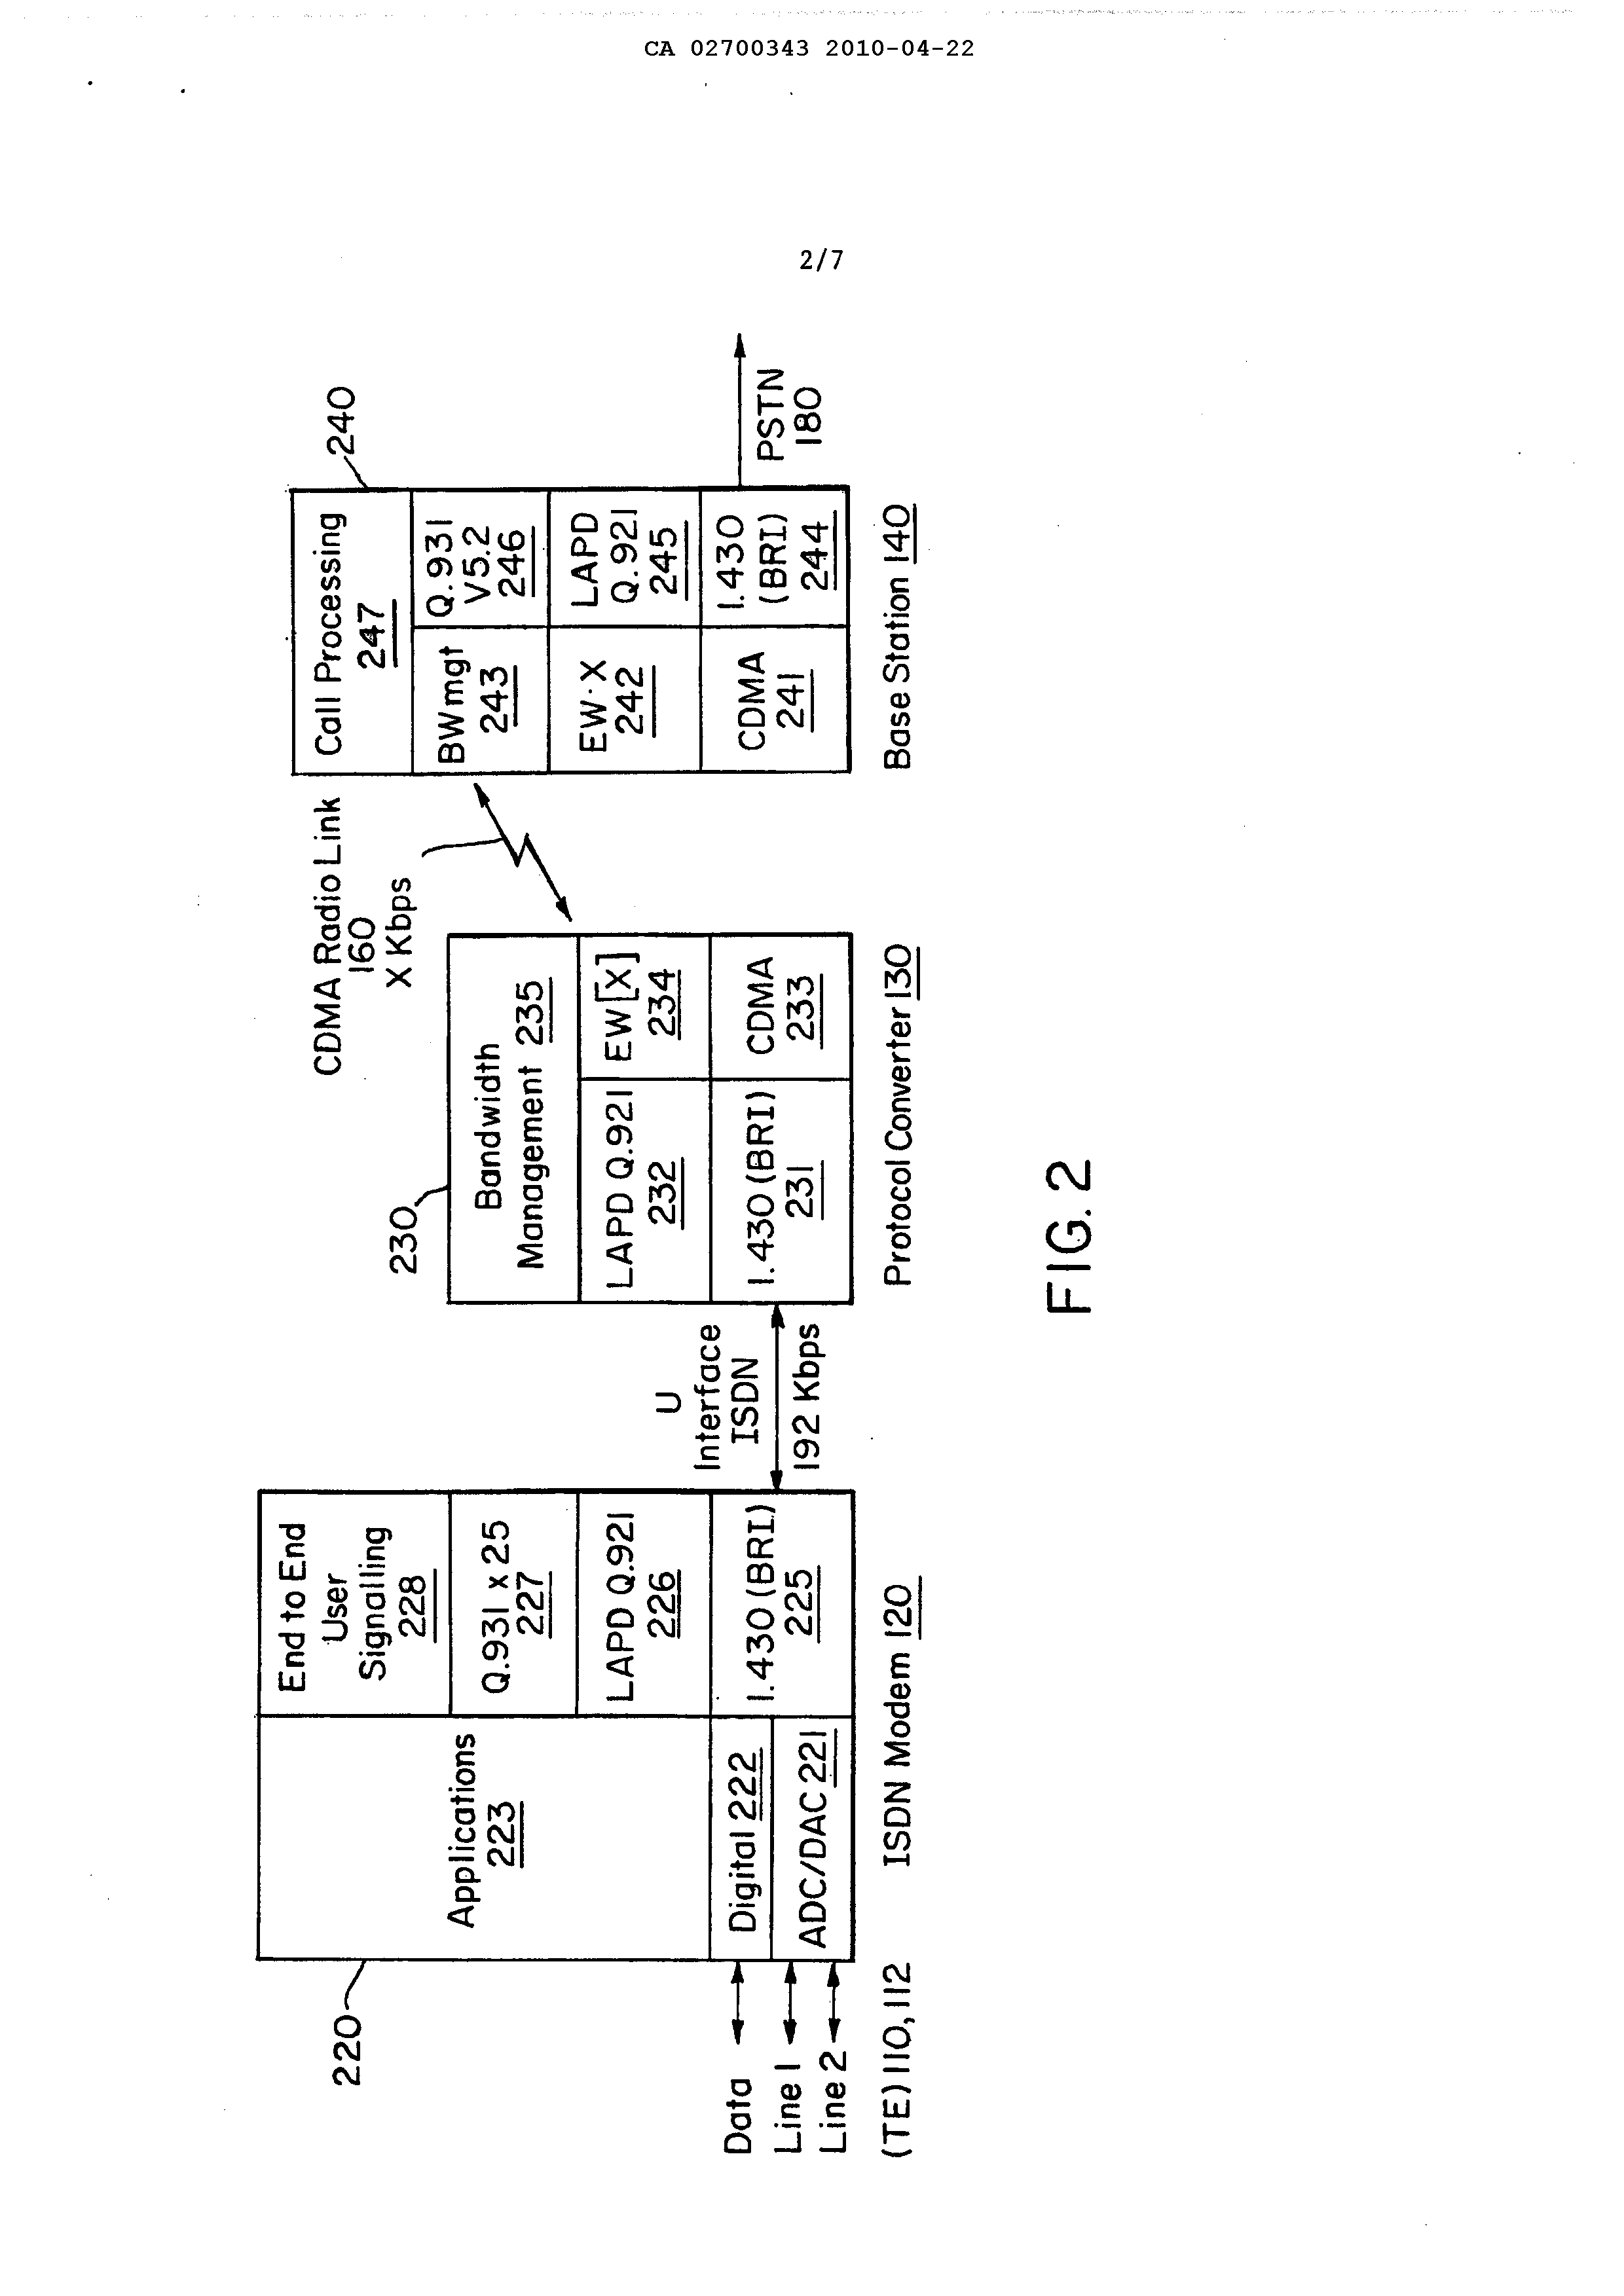 CA 02700343 2010-04-22
2/7
220
Applications
223
Digital 222
ADC/DAC 221
End to End
User
Signalling
228
Q.931 x 25
227
LAPD Q.921
226
I.430 (BRI)
225
Data
Line 1
Line 2
(TE) 110, 112
ISDN Modem 120
U
Interface
ISDN
192 Kbps
230
Bandwidth
Management 235
LAPD Q.921
232
EW[X]
234
I.430 (BRI)
231
CDMA
233
Protocol Converter 130
CDMA Radio Link
160
X Kbps
240
Call Processing
247
BWmgt
243
Q.931
V5.2
246
EW·X
242
LAPD
Q.921
245
CDMA
241
I.430
(BRI)
244
Base Station 140
PSTN
180
FIG. 2